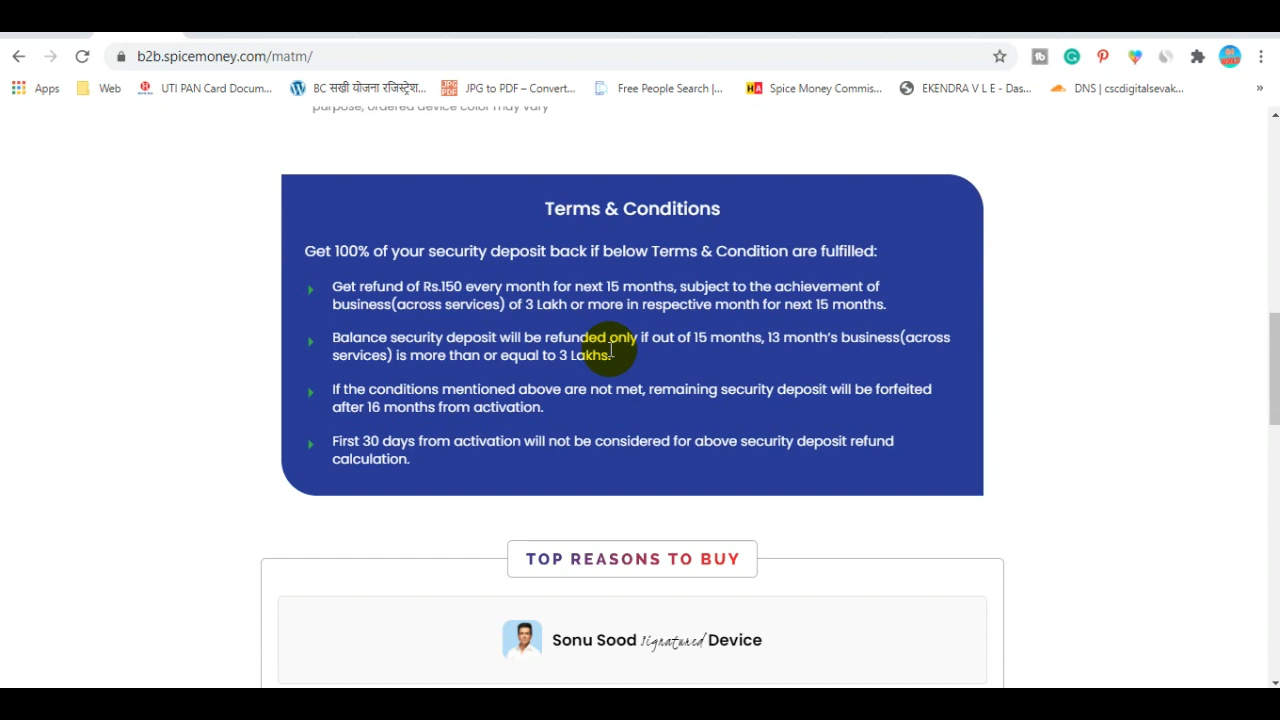 b2b.spicemoney.com/matm/
Apps Web UTI PAN Card Docum... BC सखी योजना रजिस्ट्रेश... JPG to PDF – Convert... Free People Search |... Spice Money Commis... EKENDRA V L E - Das... DNS | cscdigitalsevak... »
purpose, ordered device color may vary
Terms & Conditions
Get 100% of your security deposit back if below Terms & Condition are fulfilled:
Get refund of Rs.150 every month for next 15 months, subject to the achievement of
business(across services) of 3 Lakh or more in respective month for next 15 months.
Balance security deposit will be refunded only if out of 15 months, 13 month's business(across
services) is more than or equal to 3 Lakhs.
If the conditions mentioned above are not met, remaining security deposit will be forfeited
after 16 months from activation.
First 30 days from activation will not be considered for above security deposit refund
calculation.
TOP REASONS TO BUY
Sonu Sood signatured Device